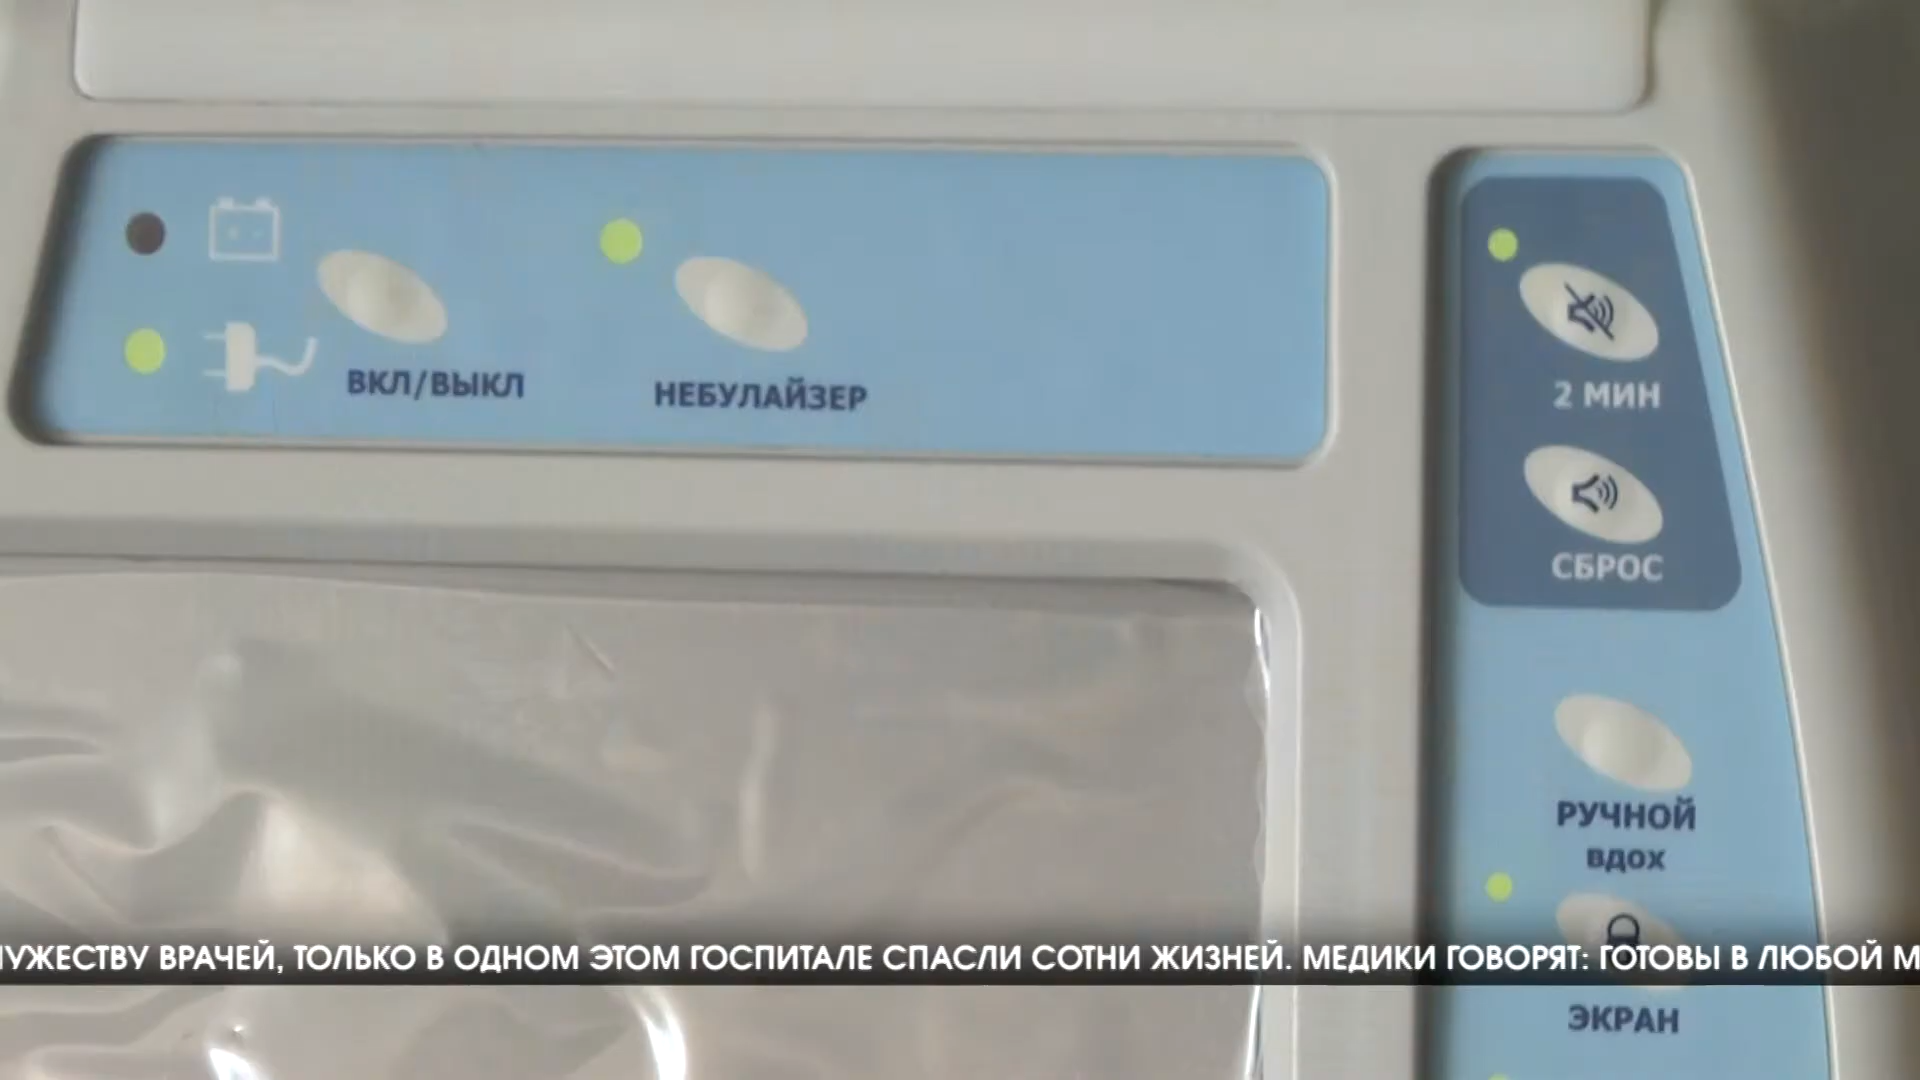 ВКЛ/ВЫКЛ
НЕБУЛАЙЗЕР
2 МИН
СБРОС
РУЧНОЙ
ВДОХ
ВРАЧЕЙ, ТОЛЬКО В ОДНОМ ЭТОМ ГОСПИТАЛЕ СПАСЛИ СОТНИ ЖИЗНЕЙ. МЕДИКИ ГОВОРЯТ: ГОТОВЫ В ЛЮБОЙ
ЭКРАН